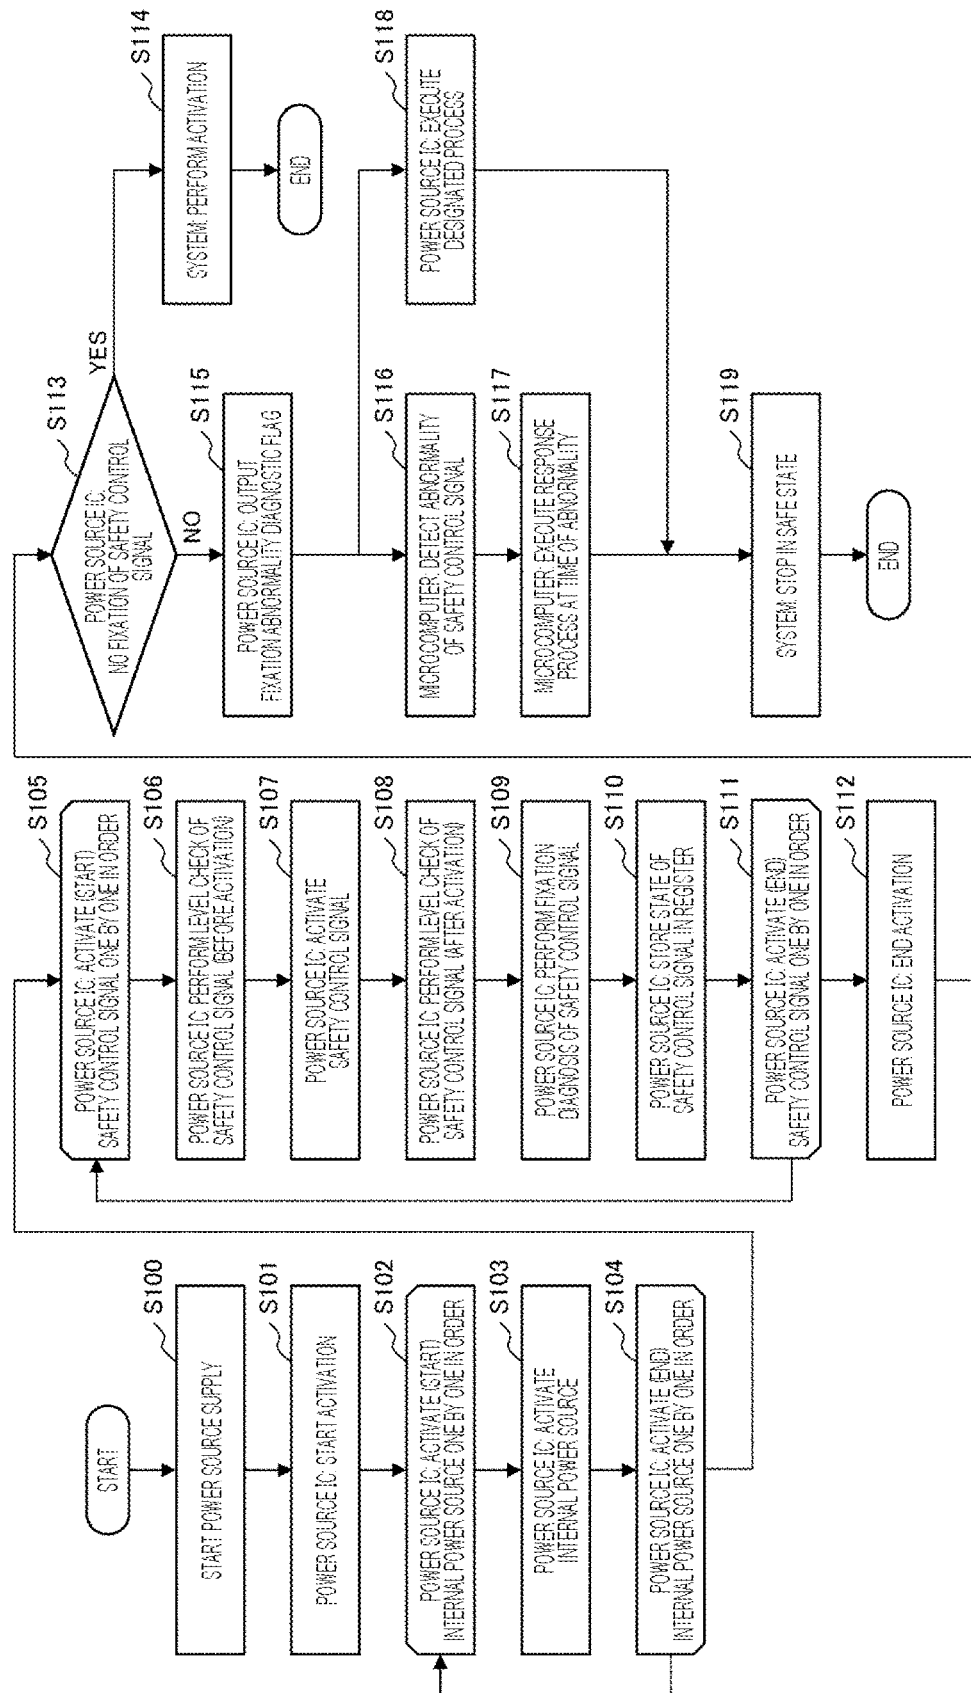 START
S100
START POWER SOURCE SUPPLY
S101
POWER SOURCE IC: START ACTIVATION
S102
POWER SOURCE IC: ACTIVATE (START)
INTERNAL POWER SOURCE ONE BY ONE IN ORDER
S103
POWER SOURCE IC: ACTIVATE
INTERNAL POWER SOURCE
S104
POWER SOURCE IC: ACTIVATE (END)
INTERNAL POWER SOURCE ONE BY ONE IN ORDER
S105
POWER SOURCE IC: ACTIVATE (START)
SAFETY CONTROL SIGNAL ONE BY ONE IN ORDER
S106
POWER SOURCE IC: PERFORM LEVEL CHECK OF
SAFETY CONTROL SIGNAL (BEFORE ACTIVATION)
S107
POWER SOURCE IC: ACTIVATE
SAFETY CONTROL SIGNAL
S108
POWER SOURCE IC: PERFORM LEVEL CHECK OF
SAFETY CONTROL SIGNAL (AFTER ACTIVATION)
S109
POWER SOURCE IC: PERFORM FIXATION
DIAGNOSIS OF SAFETY CONTROL SIGNAL
S110
POWER SOURCE IC: STORE STATE OF
SAFETY CONTROL SIGNAL IN REGISTER
S111
POWER SOURCE IC: ACTIVATE (END)
SAFETY CONTROL SIGNAL ONE BY ONE IN ORDER
S112
POWER SOURCE IC: END ACTIVATION
S113
POWER SOURCE IC:
NO FIXATION OF SAFETY CONTROL
SIGNAL
YES
NO
S114
SYSTEM: PERFORM ACTIVATION
END
S115
POWER SOURCE IC: OUTPUT
FIXATION ABNORMALITY DIAGNOSTIC FLAG
S116
MICROCOMPUTER: DETECT ABNORMALITY
OF SAFETY CONTROL SIGNAL
S117
MICROCOMPUTER: EXECUTE RESPONSE
PROCESS AT TIME OF ABNORMALITY
S118
POWER SOURCE IC: EXECUTE
DESIGNATED PROCESS
S119
SYSTEM: STOP IN SAFE STATE
END